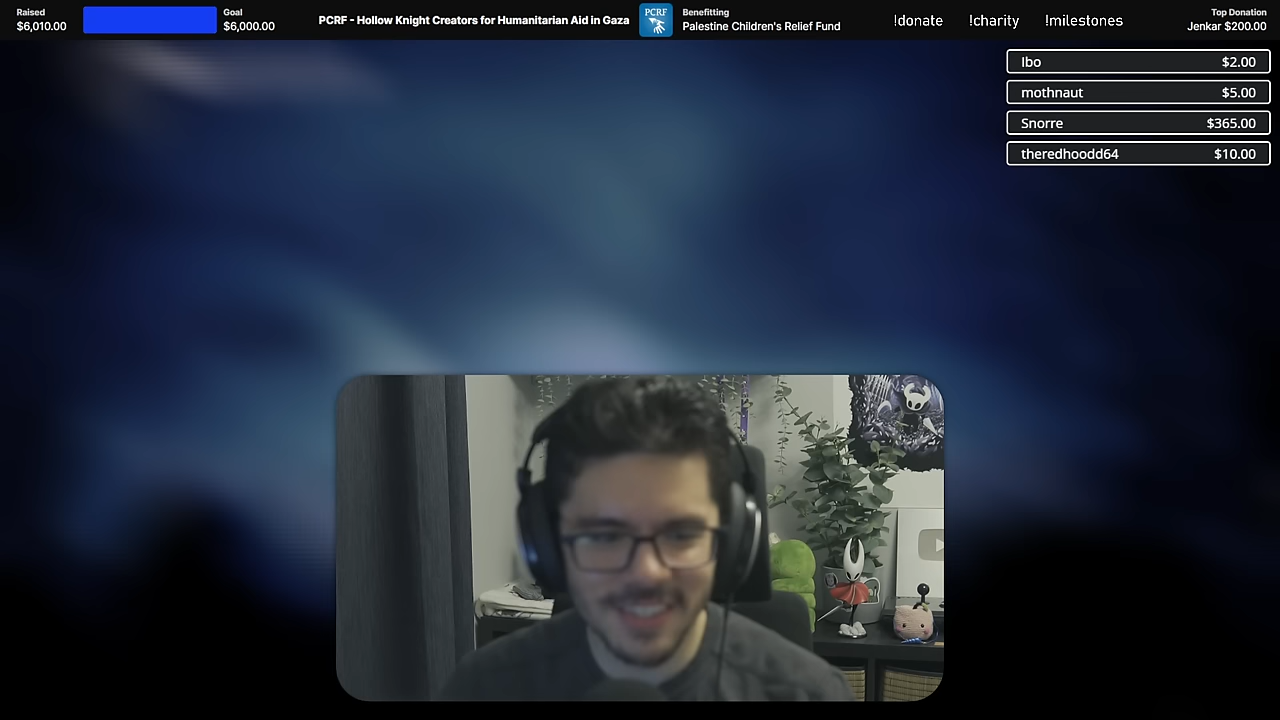 Raised
$6,010.00
Goal
$6,000.00
PCRF - Hollow Knight Creators for Humanitarian Aid in Gaza
PCRF
Benefitting
Palestine Children's Relief Fund
!donate
!charity
!milestones
Top Donation
Jenkar $200.00
Ibo $2.00
mothnaut $5.00
Snorre $365.00
theredhoodd64 $10.00